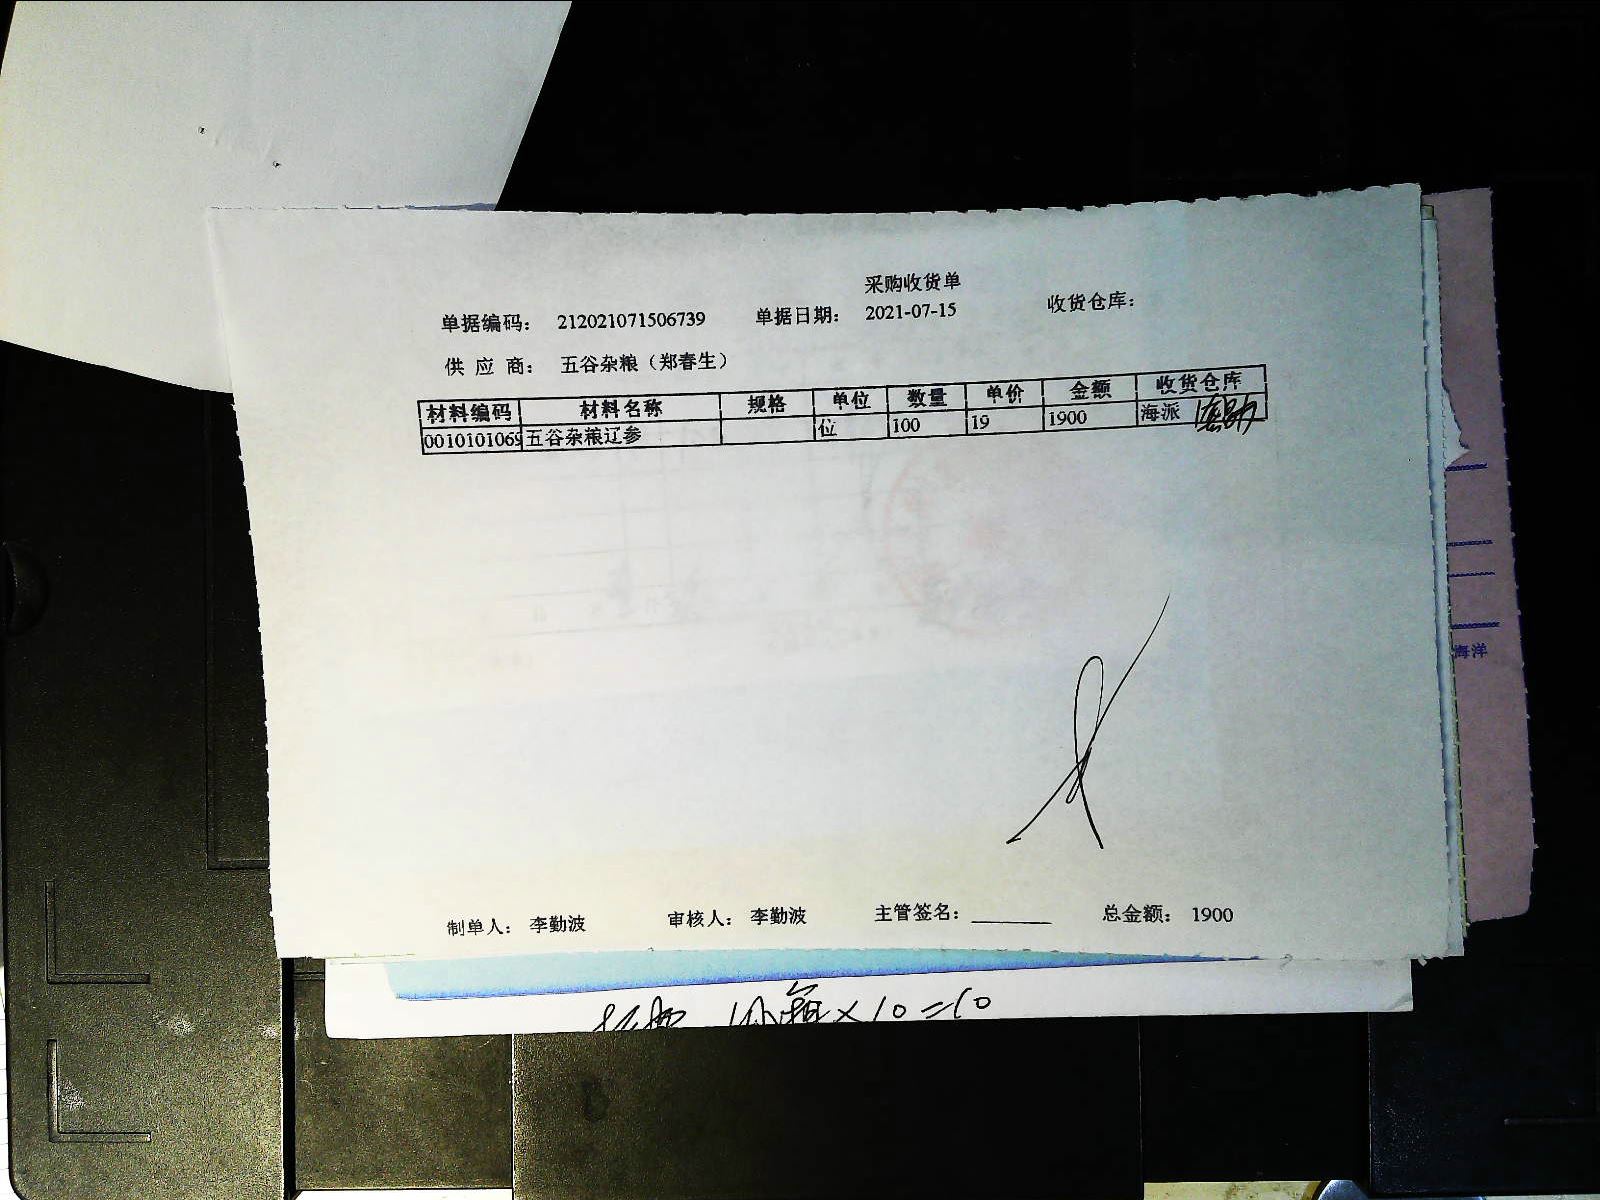 采购收货单
单据编码： 212021071506739 单据日期： 2021-07-15 收货仓库：
供 应 商： 五谷杂粮（郑春生）
材料编码 材料名称 规格 单位 数量 单价 金额 收货仓库
0010101069 五谷杂粮辽参 位 100 19 1900 海派
海洋
制单人： 李勤波 审核人： 李勤波 主管签名： 总金额： 1900
×10=10